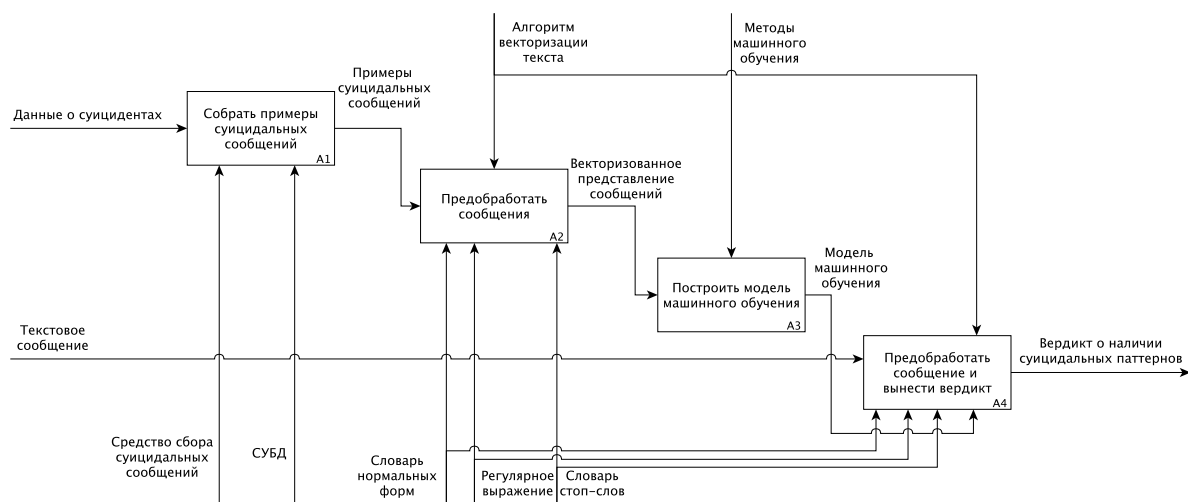 Алгоритм
векторизации
текста
Методы
машинного
обучения
Примеры
суицидальных
сообщений
Данные о суицидентах
Собрать примеры
суицидальных
сообщений
A1
Векторизованное
представление
сообщений
Предобработать
сообщения
A2
Модель
машинного
обучения
Построить модель
машинного обучения
A3
Текстовое
сообщение
Предобработать
сообщение и
вынести вердикт
A4
Вердикт о наличии
суицидальных паттернов
Средство сбора
суицидальных
сообщений
СУБД
Словарь
нормальных
форм
Регулярное
выражение
Словарь
стоп-слов